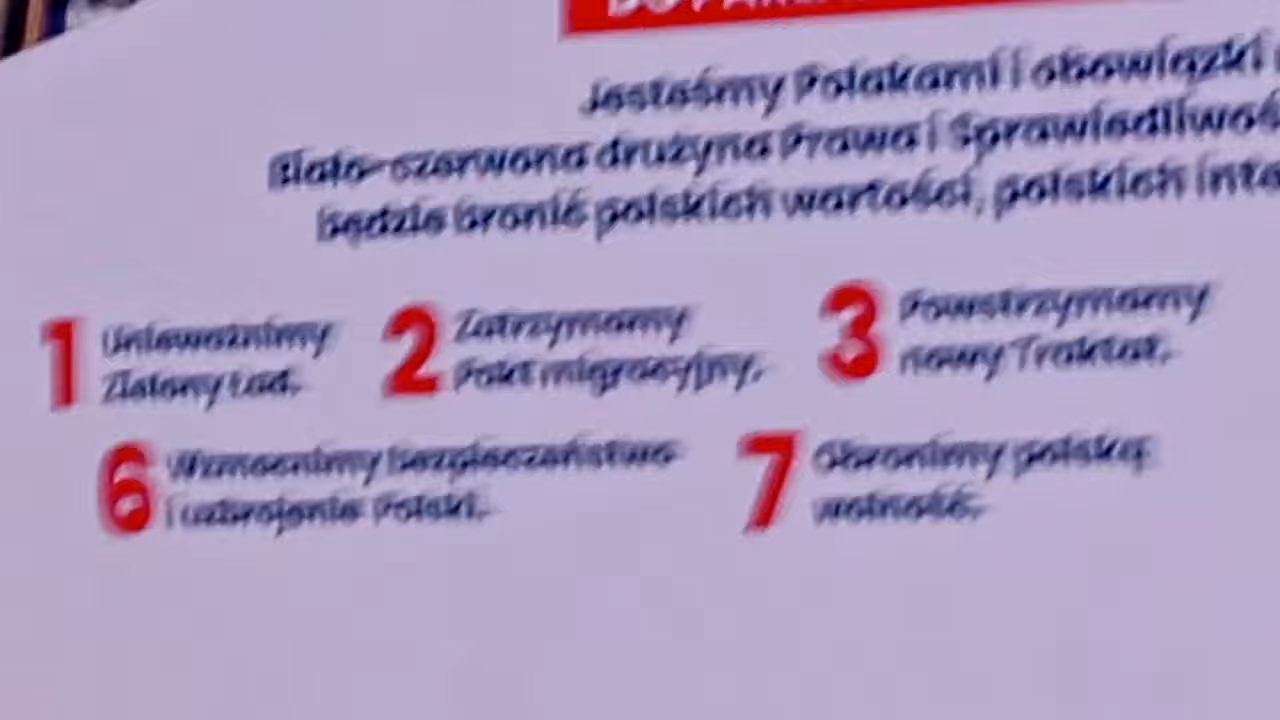 Jesteśmy Polakami i obowiązki
Biało-czerwona drużyna Prawa i Sprawiedliwoś
będzie bronić polskich wartości, polskich inte
1 Unieważnimy
Zielony Ład.
2 Zatrzymamy
Pakt migracyjny.
3 Powstrzymamy
nowy Traktat.
6 Wzmocnimy bezpieczeństwo
i uzbrojenie Polski.
7 Obronimy polską
wolność.